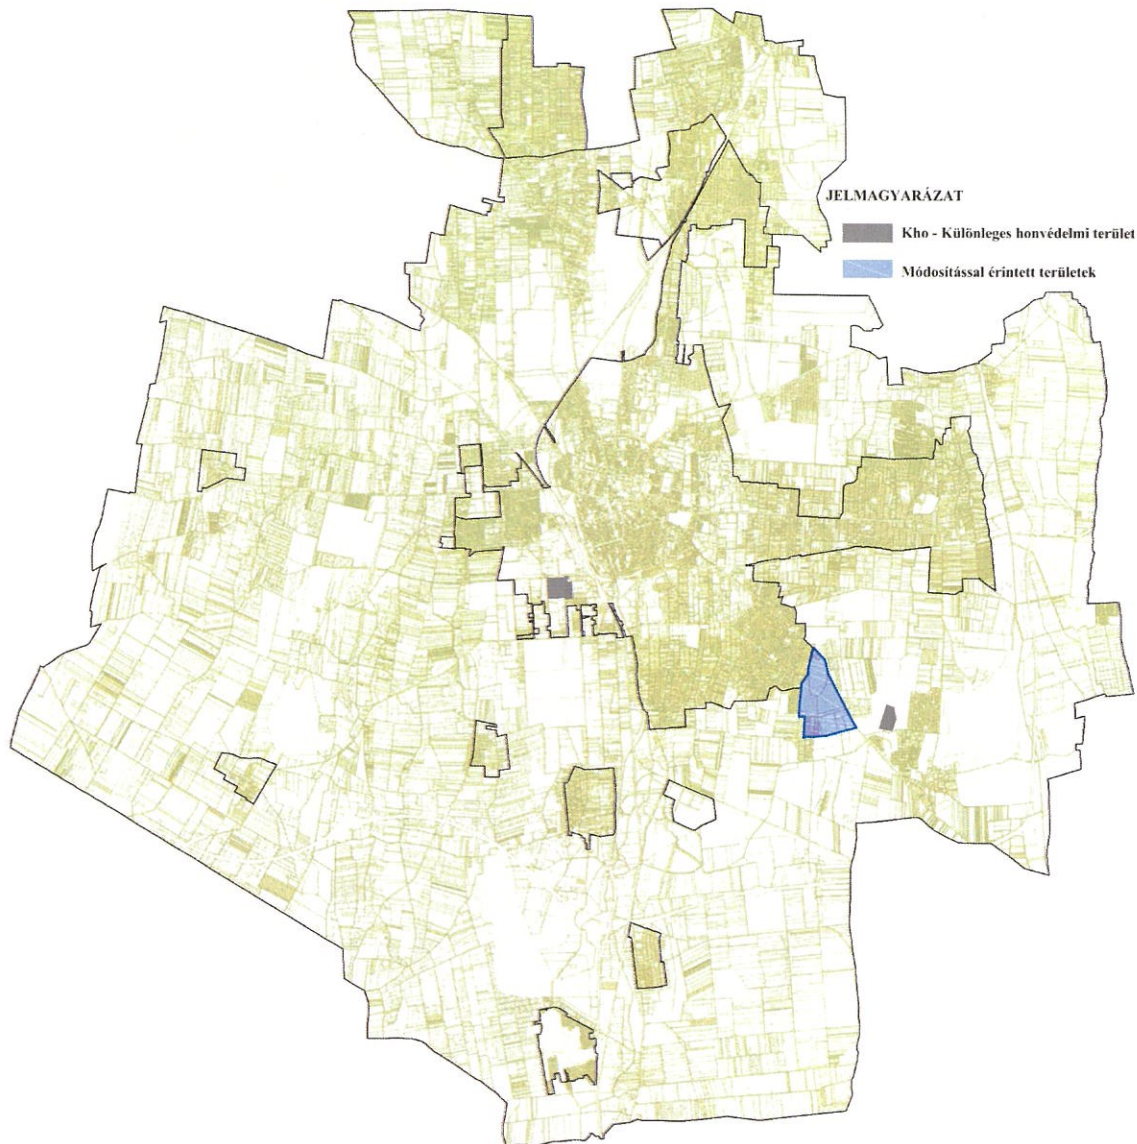 JELMAGYARÁZAT
Kho - Különleges honvédelmi terület
Módosítással érintett területek